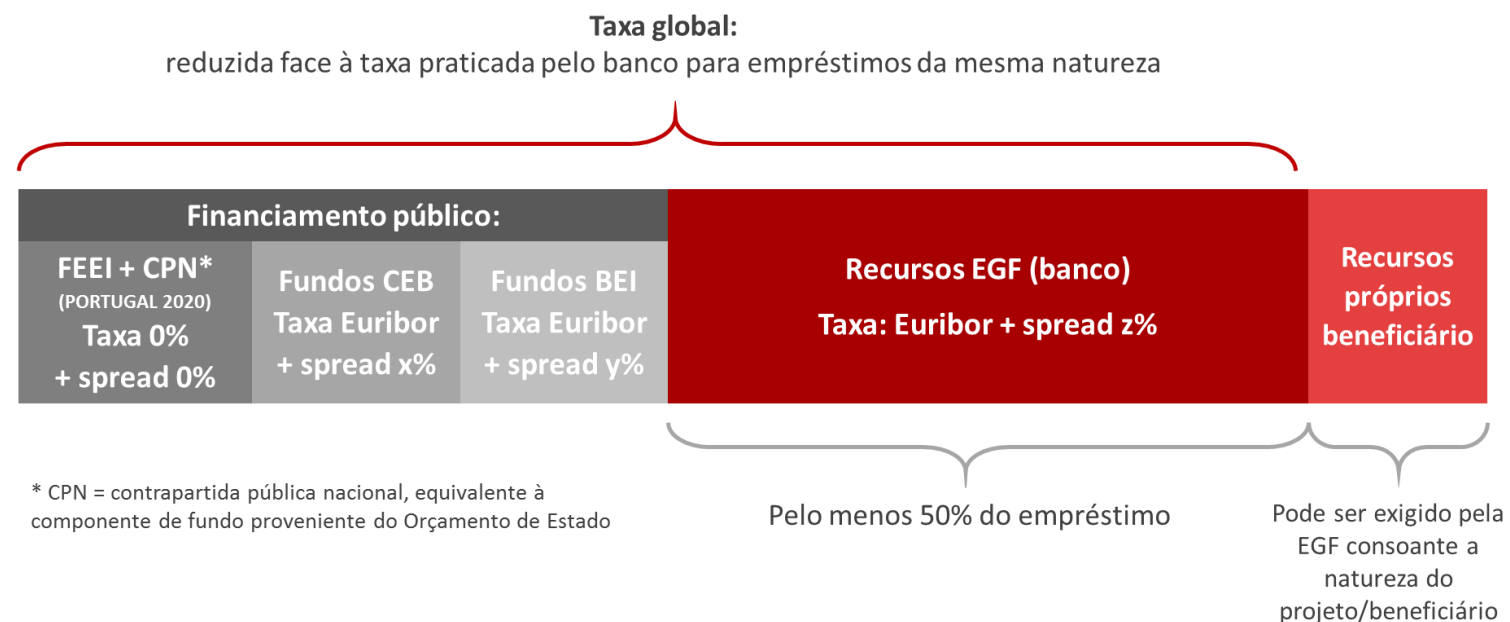 Taxa global:
reduzida face à taxa praticada pelo banco para empréstimos da mesma natureza
Financiamento público:
FEEI + CPN*
(PORTUGAL 2020)
Taxa 0%
+ spread 0%
Fundos CEB
Taxa Euribor
+ spread x%
Fundos BEI
Taxa Euribor
+ spread y%
Recursos EGF (banco)
Taxa: Euribor + spread z%
Recursos
próprios
beneficiário
* CPN = contrapartida pública nacional, equivalente à
componente de fundo proveniente do Orçamento de Estado
Pelo menos 50% do empréstimo
Pode ser exigido pela
EGF consoante a
natureza do
projeto/beneficiário